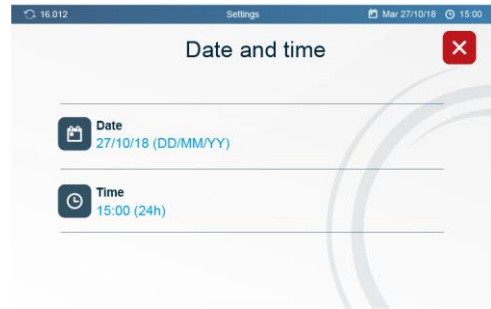 16.012 Settings Mar 27/10/18 15:00
Date and time
Date
27/10/18 (DD/MM/YY)
Time
15:00 (24h)